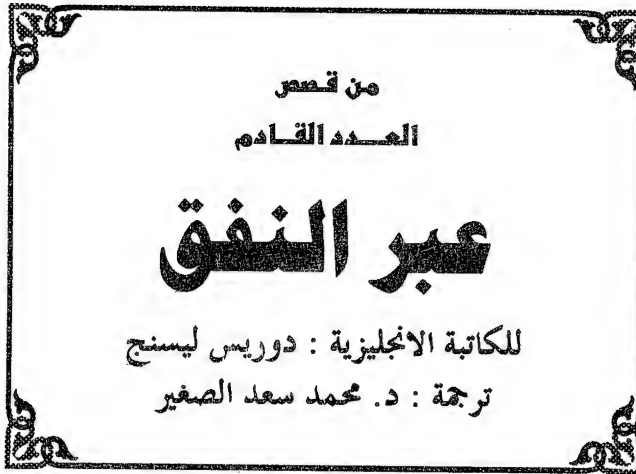 من قصص
العدد القادم
عبر النفق
للكاتبة الانجليزية : دوريس ليسنج
ترجمة : د. محمد سعد الصغير